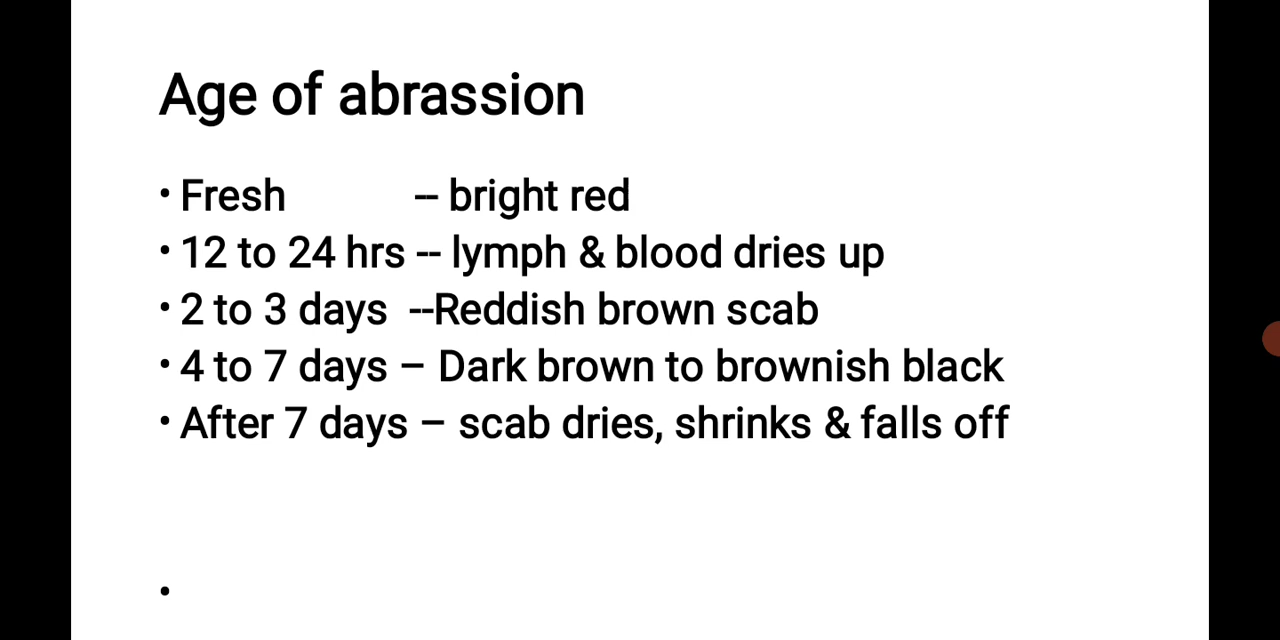 Age of abrassion
• Fresh -- bright red
• 12 to 24 hrs -- lymph & blood dries up
• 2 to 3 days --Reddish brown scab
• 4 to 7 days – Dark brown to brownish black
• After 7 days – scab dries, shrinks & falls off
•